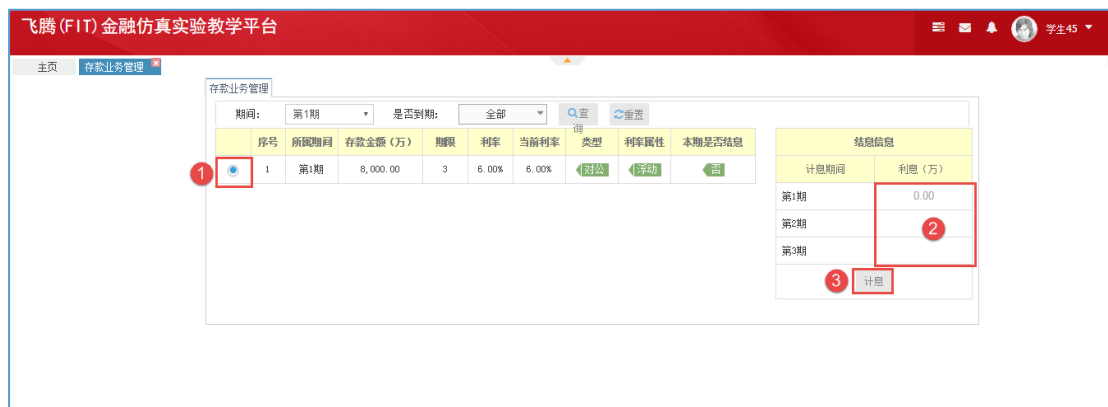 飞腾(FIT)金融仿真实验教学平台 学生45
主页 存款业务管理
存款业务管理
期间: 第1期 是否到期: 全部 查询 重置
序号 所属期间 存款金额(万) 期限 利率 当前利率 类型 利率属性 本期是否结息
1 第1期 8,000.00 3 6.00% 6.00% 对公 浮动 否
结息信息
计息期间 利息(万)
第1期 0.00
第2期
第3期
计息
1
2
3